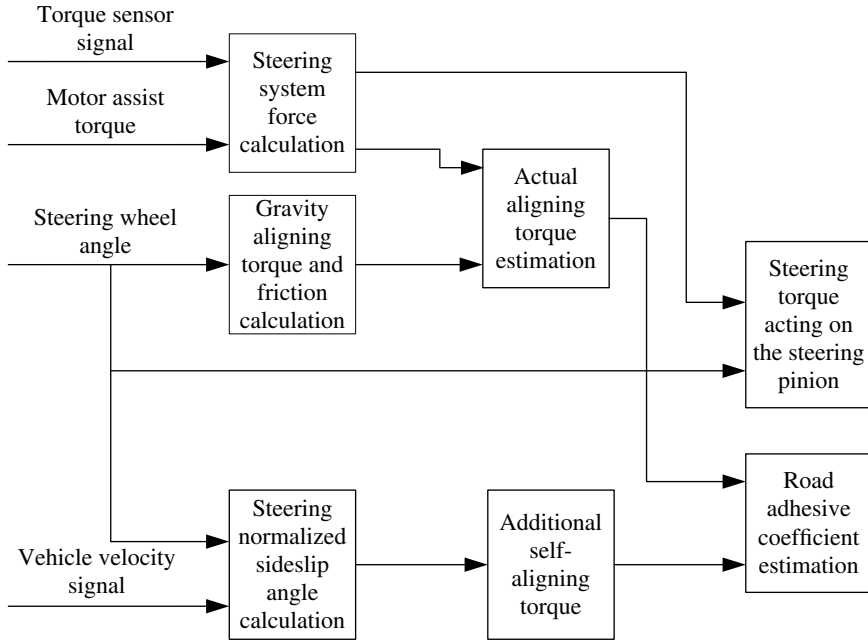 Torque sensor
signal
Motor assist
torque
Steering
system
force
calculation
Steering wheel
angle
Gravity
aligning
torque and
friction
calculation
Actual
aligning
torque
estimation
Steering
torque
acting on
the steering
pinion
Vehicle velocity
signal
Steering
normalized
sideslip
angle
calculation
Additional
self-
aligning
torque
Road
adhesive
coefficient
estimation